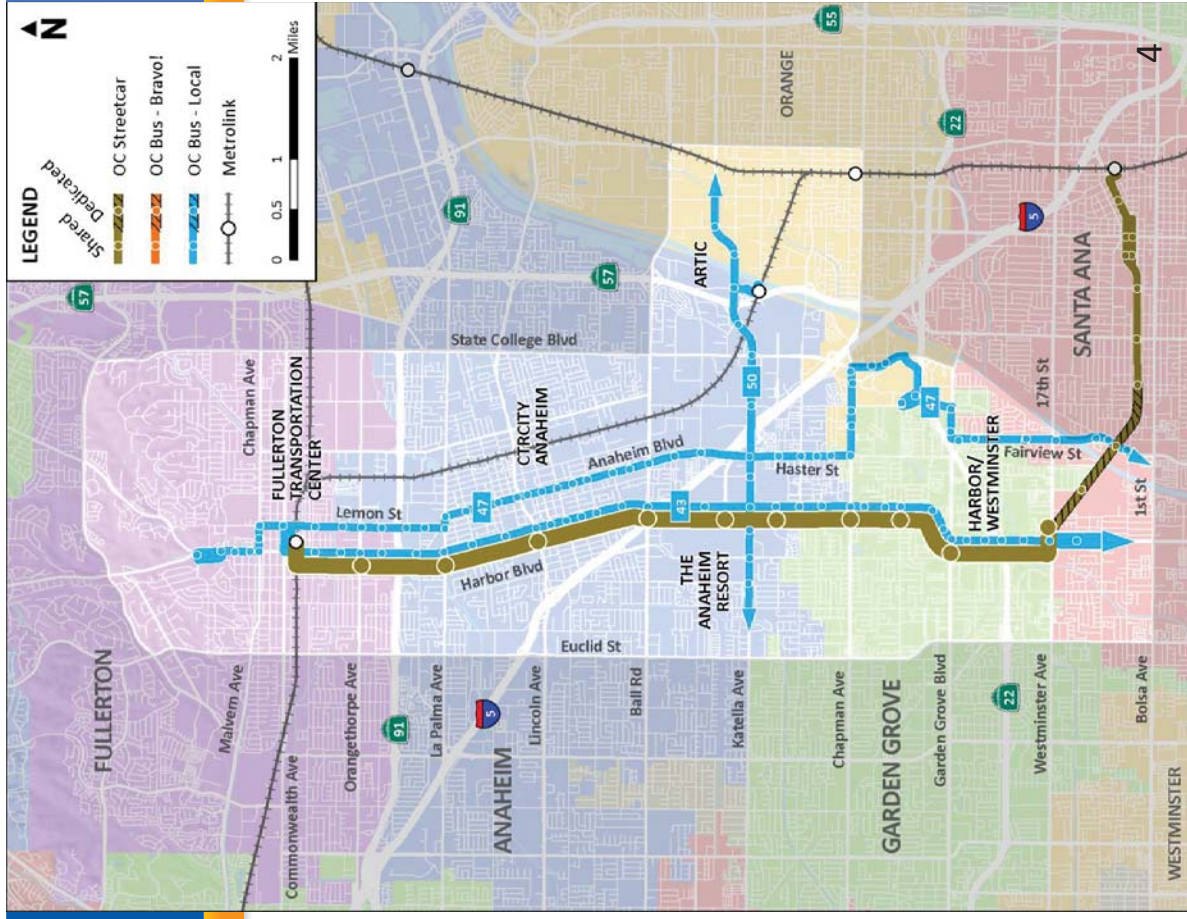 N
LEGEND
Shared
Dedicated
OC Streetcar
OC Bus - Bravo!
OC Bus - Local
Metrolink
0
0.5
1
2
Miles
FULLERTON
Malvern Ave
Commonwealth Ave
Orangethorpe Ave
91
La Palma Ave
5
ANAHEIM
Lincoln Ave
Ball Rd
Katella Ave
Chapman Ave
GARDEN GROVE
Garden Grove Blvd
22
Westminster Ave
Bolsa Ave
WESTMINSTER
Euclid St
57
Chapman Ave
FULLERTON
TRANSPORTATION
CENTER
Lemon St
47
Harbor Blvd
CTRCITY
ANAHEIM
Anaheim Blvd
State College Blvd
91
57
43
THE
ANAHEIM
RESORT
50
ARTIC
Haster St
47
HARBOR/
WESTMINSTER
Fairview St
17th St
1st St
SANTA ANA
5
22
ORANGE
55
4